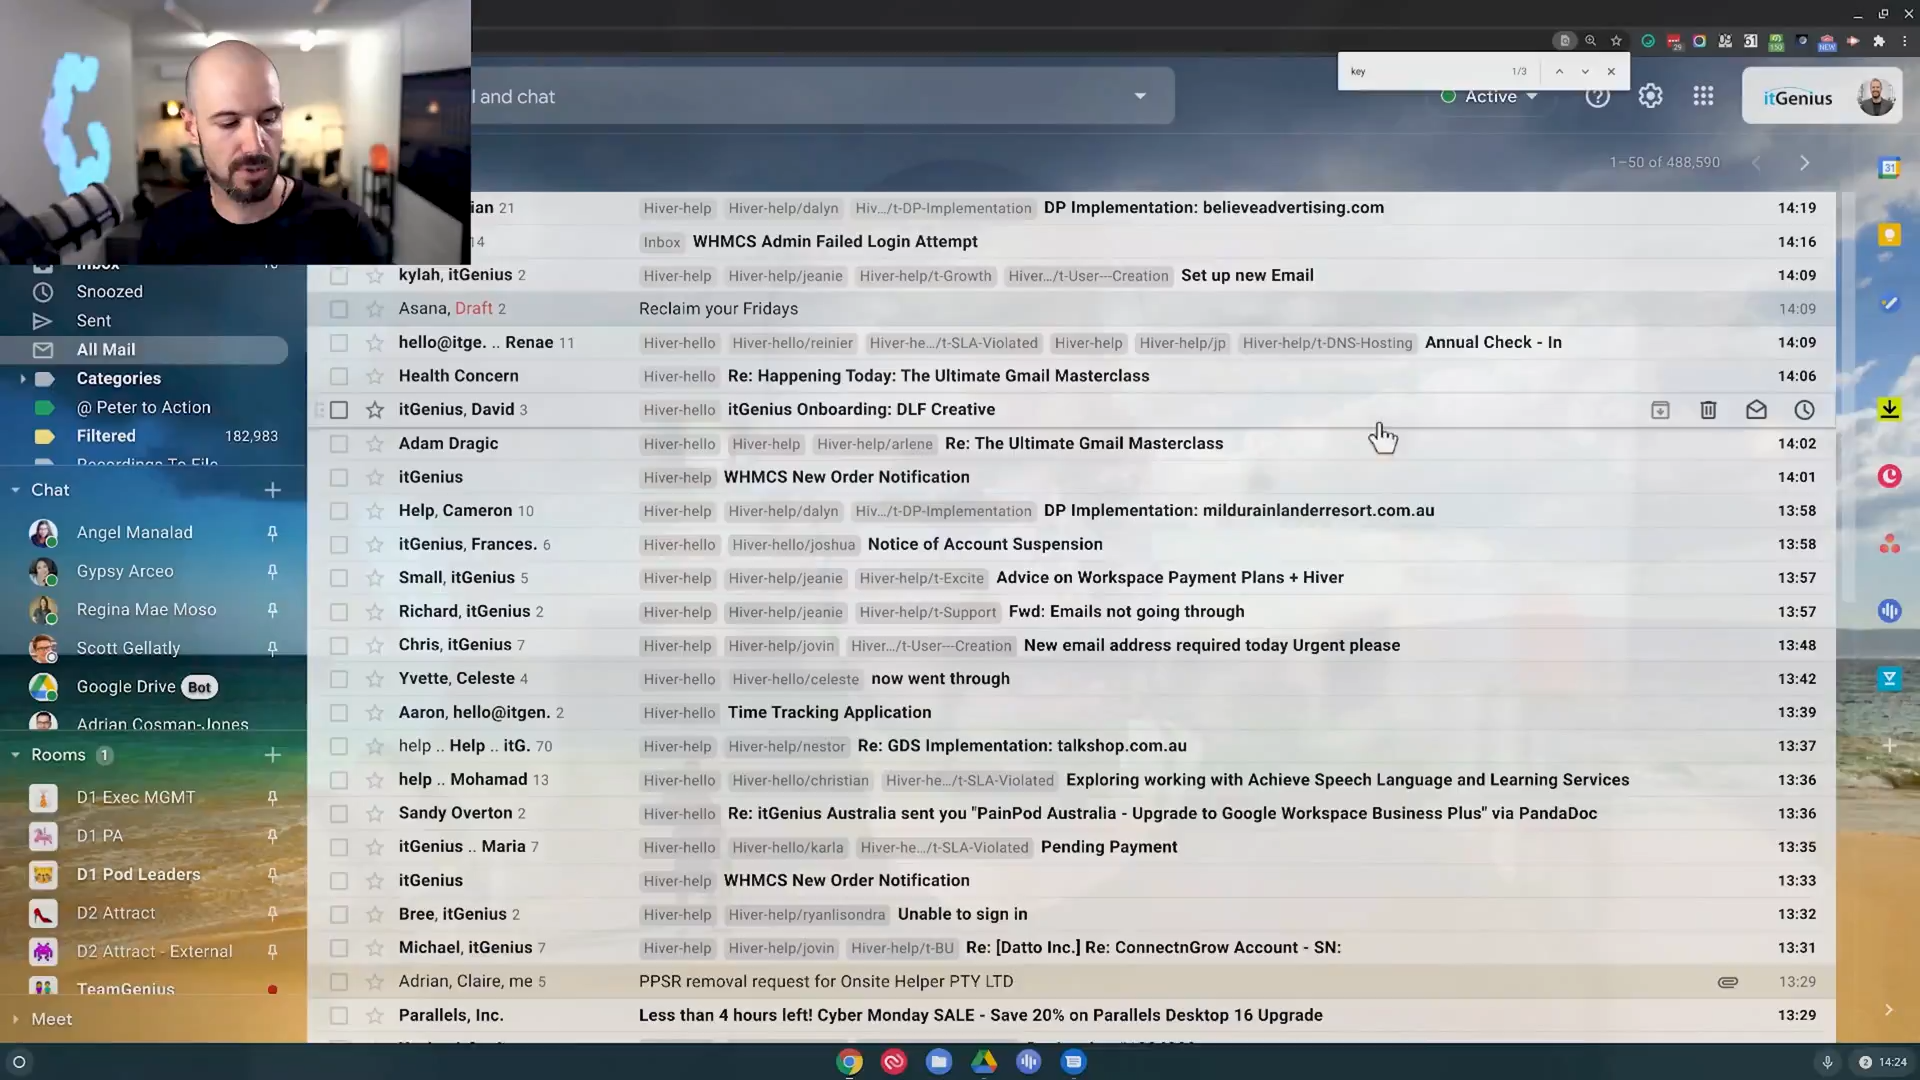 key 1/3
l and chat
Active
itGenius
1–50 of 488,590
ian 21 Hiver-help Hiver-help/dalyn Hiv…/t-DP-Implementation DP Implementation: believeadvertising.com 14:19
14 Inbox WHMCS Admin Failed Login Attempt 14:16
kylah, itGenius 2 Hiver-help Hiver-help/jeanie Hiver-help/t-Growth Hiver…/t-User---Creation Set up new Email 14:09
Snoozed
Asana, Draft 2 Reclaim your Fridays 14:09
Sent
hello@itge. .. Renae 11 Hiver-hello Hiver-hello/reinier Hiver-he…/t-SLA-Violated Hiver-help Hiver-help/jp Hiver-help/t-DNS-Hosting Annual Check - In 14:09
All Mail
Health Concern Hiver-hello Re: Happening Today: The Ultimate Gmail Masterclass 14:06
Categories
@ Peter to Action
itGenius, David 3 Hiver-hello itGenius Onboarding: DLF Creative
Filtered 182,983
Adam Dragic Hiver-hello Hiver-help Hiver-help/arlene Re: The Ultimate Gmail Masterclass 14:02
Recordings To File
itGenius Hiver-help WHMCS New Order Notification 14:01
Chat
Help, Cameron 10 Hiver-help Hiver-help/dalyn Hiv…/t-DP-Implementation DP Implementation: mildurainlanderresort.com.au 13:58
Angel Manalad
itGenius, Frances. 6 Hiver-hello Hiver-hello/joshua Notice of Account Suspension 13:58
Gypsy Arceo
Small, itGenius 5 Hiver-help Hiver-help/jeanie Hiver-help/t-Excite Advice on Workspace Payment Plans + Hiver 13:57
Regina Mae Moso
Richard, itGenius 2 Hiver-help Hiver-help/jeanie Hiver-help/t-Support Fwd: Emails not going through 13:57
Scott Gellatly
Chris, itGenius 7 Hiver-help Hiver-help/jovin Hiver…/t-User---Creation New email address required today Urgent please 13:48
Google Drive Bot
Yvette, Celeste 4 Hiver-hello Hiver-hello/celeste now went through 13:42
Adrian Cosman-Jones
Aaron, hello@itgen. 2 Hiver-hello Time Tracking Application 13:39
Rooms 1
help .. Help .. itG. 70 Hiver-help Hiver-help/nestor Re: GDS Implementation: talkshop.com.au 13:37
D1 Exec MGMT
help .. Mohamad 13 Hiver-hello Hiver-hello/christian Hiver-he…/t-SLA-Violated Exploring working with Achieve Speech Language and Learning Services 13:36
Sandy Overton 2 Hiver-hello Re: itGenius Australia sent you "PainPod Australia - Upgrade to Google Workspace Business Plus" via PandaDoc 13:36
D1 PA
itGenius .. Maria 7 Hiver-hello Hiver-hello/karla Hiver-he…/t-SLA-Violated Pending Payment 13:35
D1 Pod Leaders
itGenius Hiver-help WHMCS New Order Notification 13:33
D2 Attract
Bree, itGenius 2 Hiver-help Hiver-help/ryanlisondra Unable to sign in 13:32
D2 Attract - External
Michael, itGenius 7 Hiver-help Hiver-help/jovin Hiver-help/t-BU Re: [Datto Inc.] Re: ConnectnGrow Account - SN: 13:31
TeamGenius
Adrian, Claire, me 5 PPSR removal request for Onsite Helper PTY LTD 13:29
Meet
Parallels, Inc. Less than 4 hours left! Cyber Monday SALE - Save 20% on Parallels Desktop 16 Upgrade 13:29
2 14:24